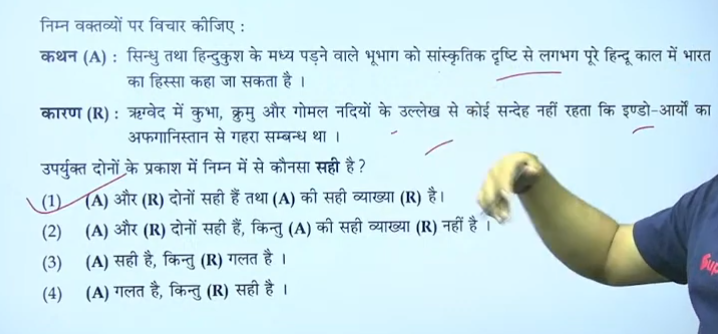 निम्न वक्तव्यों पर विचार कीजिए :
कथन (A) : सिन्धु तथा हिन्दुकुश के मध्य पड़ने वाले भूभाग को सांस्कृतिक दृष्टि से लगभग पूरे हिन्दू काल में भारत
का हिस्सा कहा जा सकता है ।
कारण (R) : ऋग्वेद में कुभा, क्रुमु और गोमल नदियों के उल्लेख से कोई सन्देह नहीं रहता कि इण्डो-आर्यों का
अफगानिस्तान से गहरा सम्बन्ध था ।
उपर्युक्त दोनों के प्रकाश में निम्न में से कौनसा सही है ?
(1) (A) और (R) दोनों सही हैं तथा (A) की सही व्याख्या (R) है।
(2) (A) और (R) दोनों सही हैं, किन्तु (A) की सही व्याख्या (R) नहीं है ।
(3) (A) सही है, किन्तु (R) गलत है ।
(4) (A) गलत है, किन्तु (R) सही है ।